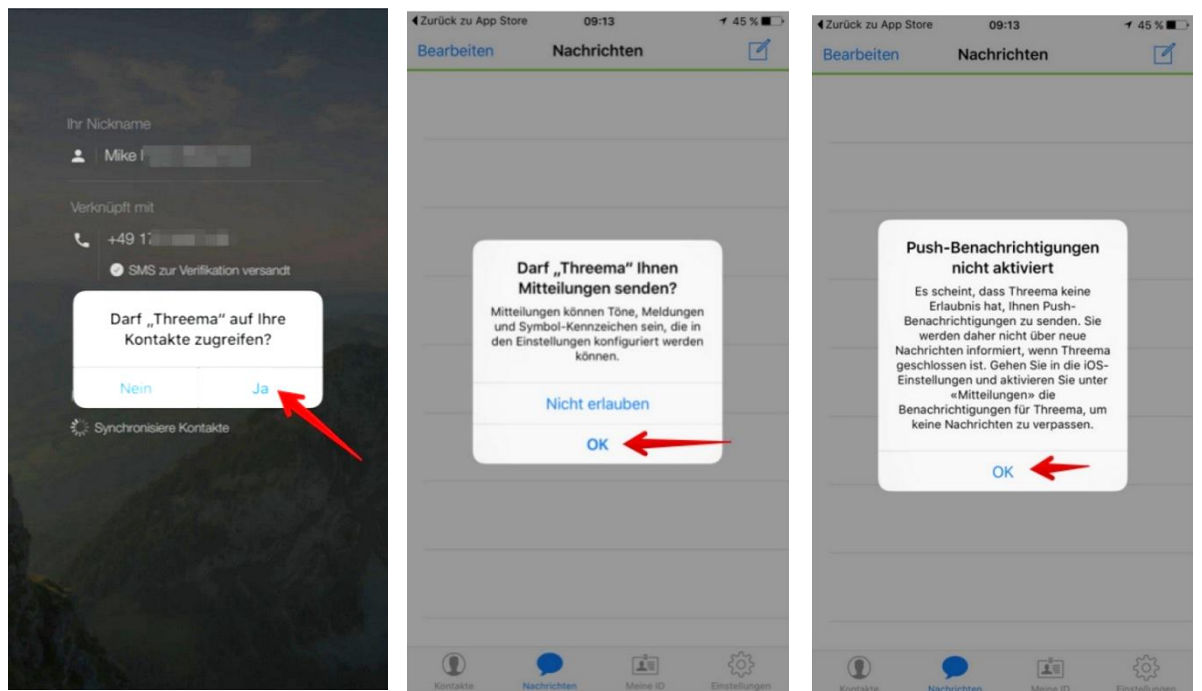 Ihr Nickname
Mike
Verknüpft mit
+49 17
SMS zur Verifikation versandt
Darf „Threema“ auf Ihre
Kontakte zugreifen?
Nein
Ja
Synchronisiere Kontakte
Zurück zu App Store
09:13
45 %
Bearbeiten
Nachrichten
Darf „Threema“ Ihnen
Mitteilungen senden?
Mitteilungen können Töne, Meldungen
und Symbol-Kennzeichen sein, die in
den Einstellungen konfiguriert werden
können.
Nicht erlauben
OK
Kontakte
Nachrichten
Meine ID
Einstellungen
Zurück zu App Store
09:13
45 %
Bearbeiten
Nachrichten
Push-Benachrichtigungen
nicht aktiviert
Es scheint, dass Threema keine
Erlaubnis hat, Ihnen Push-
Benachrichtigungen zu senden. Sie
werden daher nicht über neue
Nachrichten informiert, wenn Threema
geschlossen ist. Gehen Sie in die iOS-
Einstellungen und aktivieren Sie unter
«Mitteilungen» die
Benachrichtigungen für Threema, um
keine Nachrichten zu verpassen.
OK
Kontakte
Nachrichten
Meine ID
Einstellungen